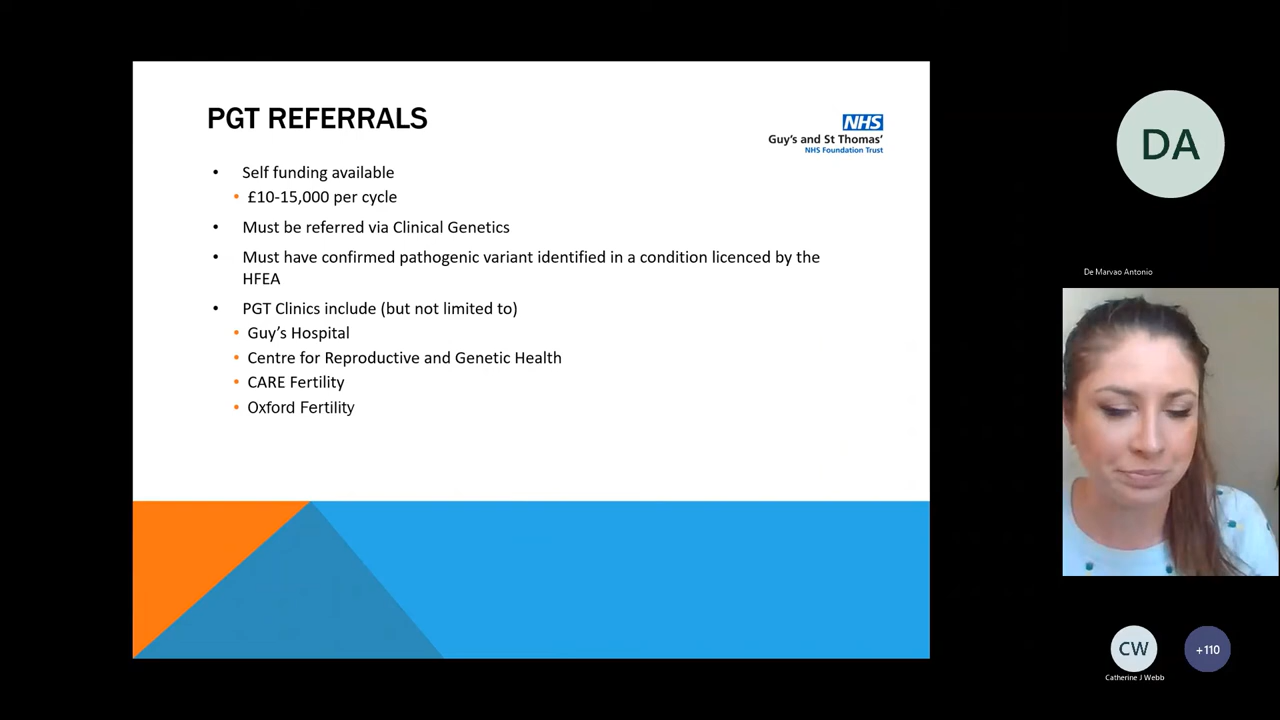 PGT REFERRALS
NHS
Guy's and St Thomas'
NHS Foundation Trust
• Self funding available
• £10-15,000 per cycle
• Must be referred via Clinical Genetics
• Must have confirmed pathogenic variant identified in a condition licenced by the
HFEA
• PGT Clinics include (but not limited to)
• Guy's Hospital
• Centre for Reproductive and Genetic Health
• CARE Fertility
• Oxford Fertility
DA
De Marvao Antonio
CW
+110
Catherine J Webb